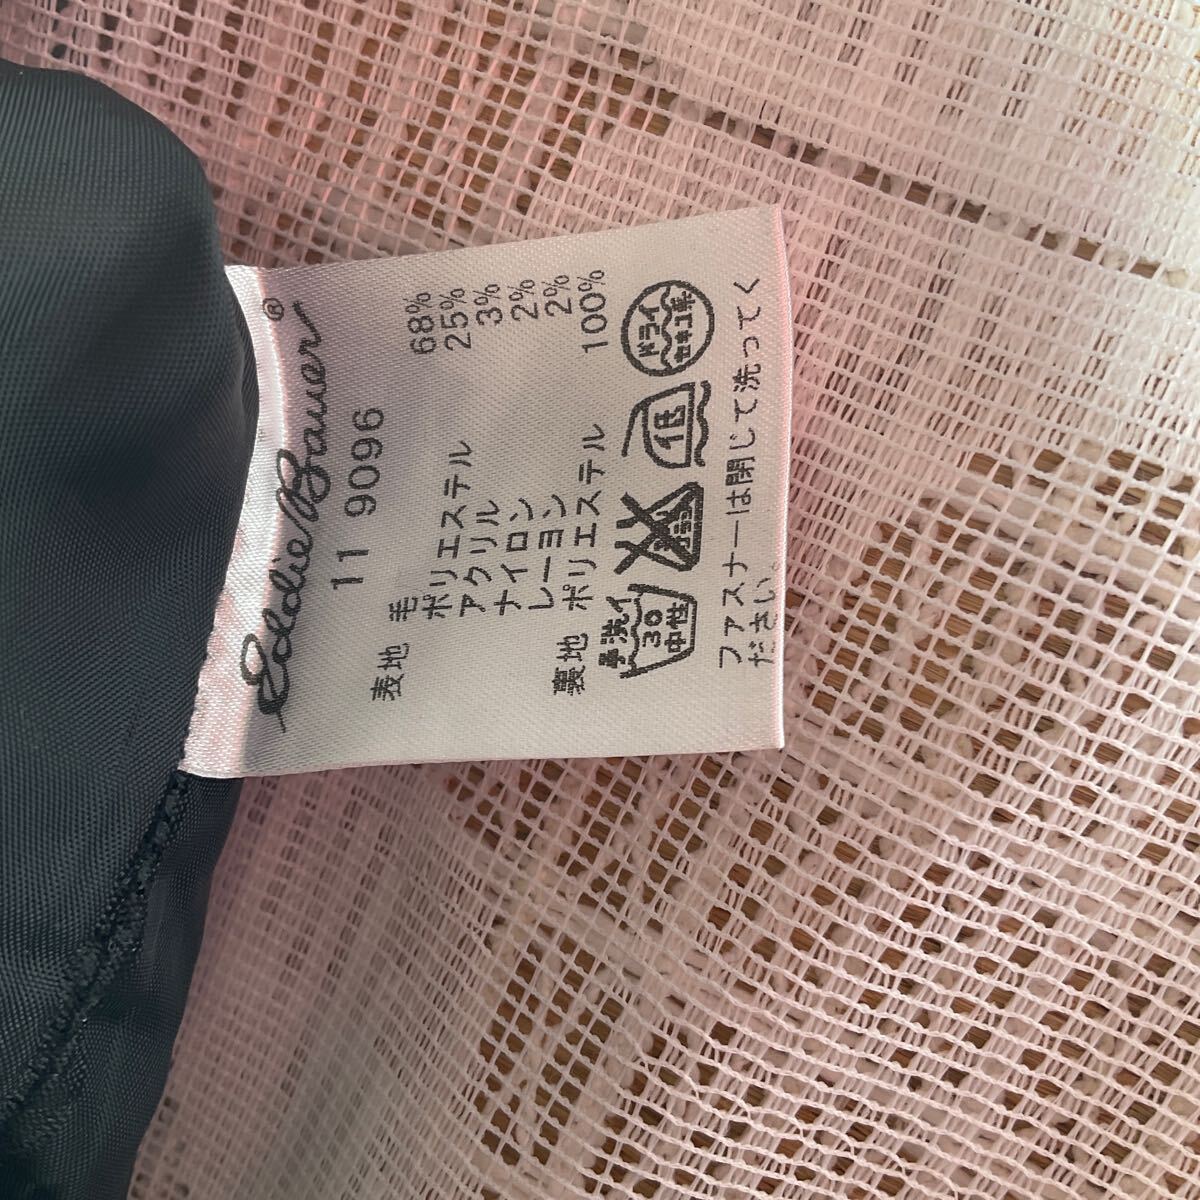 Eddie Bauer®
11 9096
表地 毛 68%
ポリエステル 25%
アクリル 3%
ナイロン 2%
レーヨン 2%
裏地 ポリエステル 100%
手洗イ 30 中性
低
ドライ セキユ系
ファスナーは閉じて洗ってく
ださい。